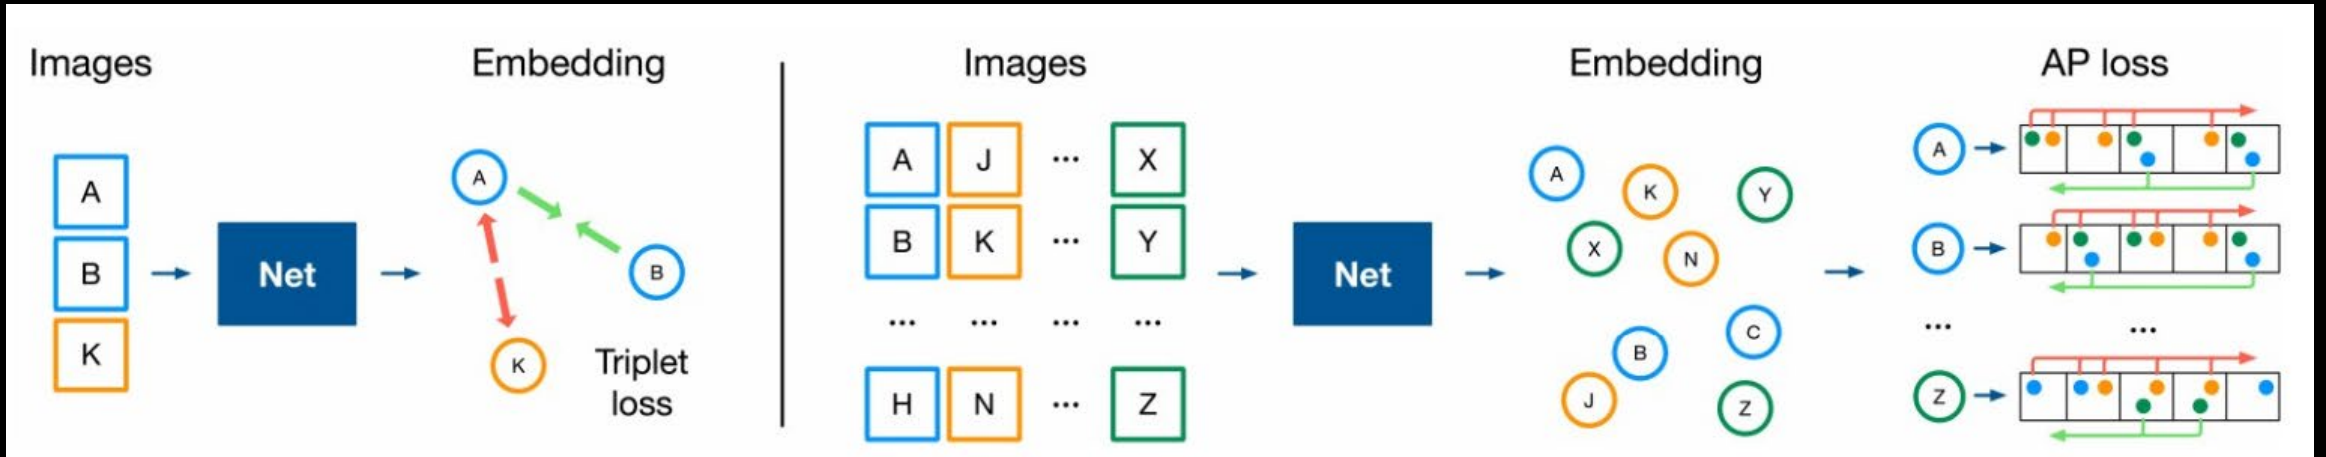 Images
Embedding
A
B
K
Net
A
B
K
Triplet
loss
Images
Embedding
AP loss
A J ... X
B K ... Y
... ... ... ...
H N ... Z
Net
A
K
Y
X
N
C
B
J
Z
A
B
... ...
Z